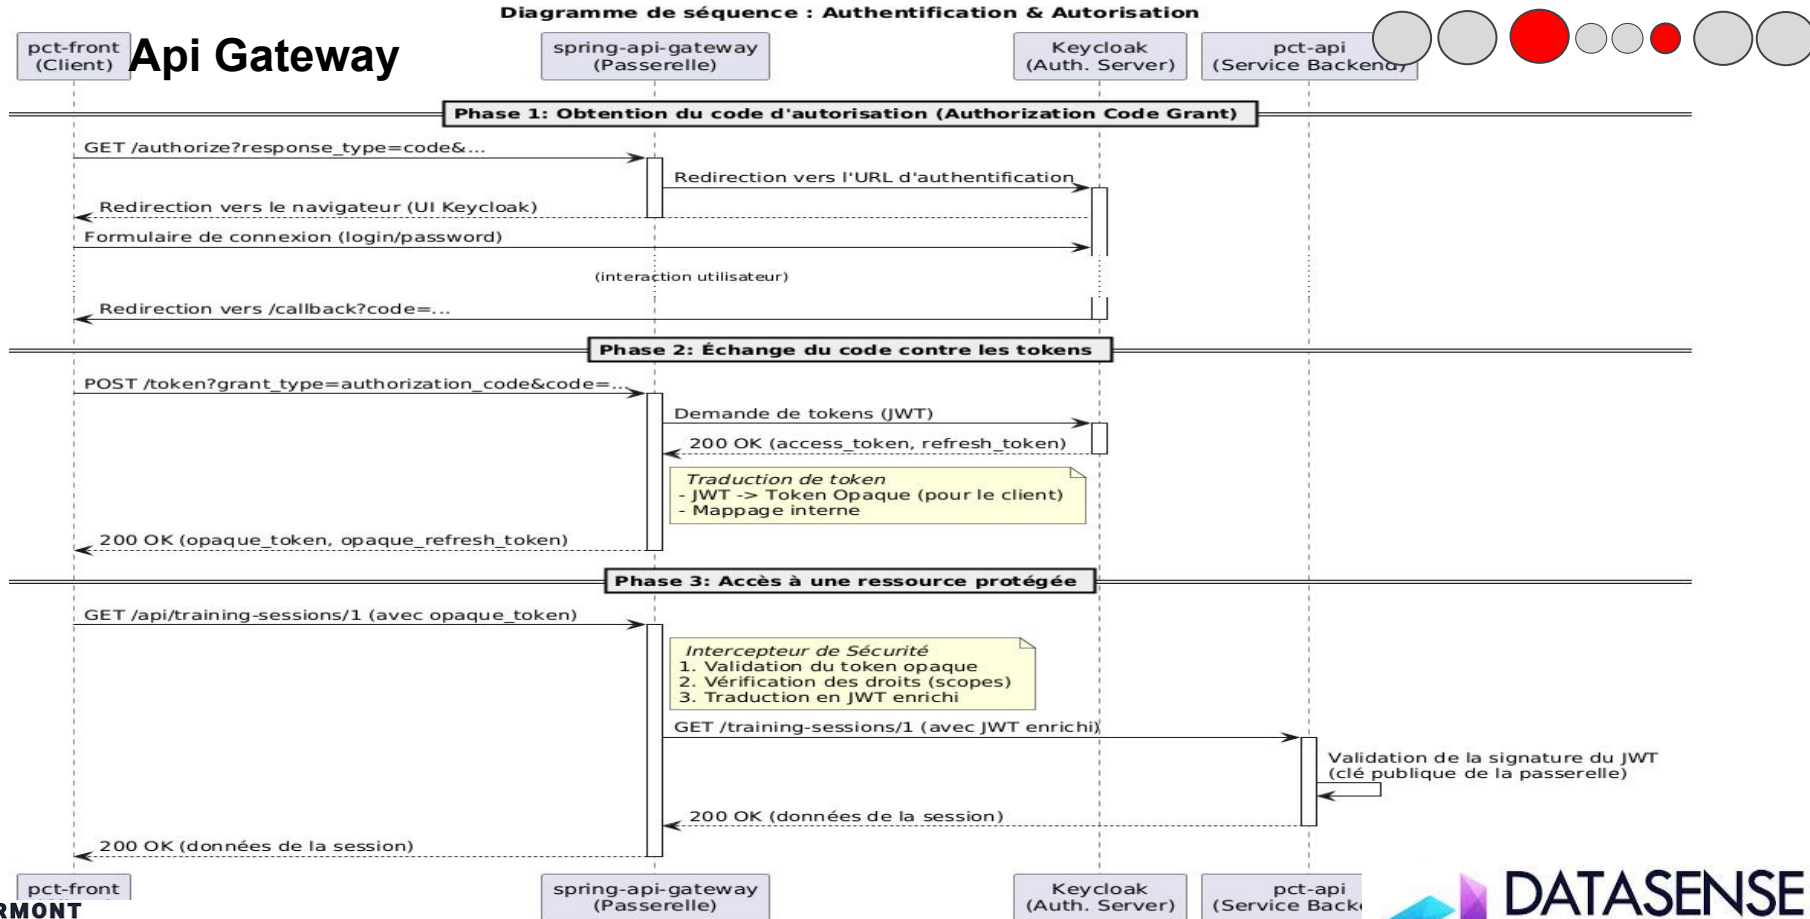 Diagramme de séquence : Authentification & Autorisation
pct-front
(Client)
Api Gateway
spring-api-gateway
(Passerelle)
Keycloak
(Auth. Server)
pct-api
(Service Backend)
Phase 1: Obtention du code d'autorisation (Authorization Code Grant)
GET /authorize?response_type=code&...
Redirection vers l'URL d'authentification
Redirection vers le navigateur (UI Keycloak)
Formulaire de connexion (login/password)
(interaction utilisateur)
Redirection vers /callback?code=...
Phase 2: Échange du code contre les tokens
POST /token?grant_type=authorization_code&code=...
Demande de tokens (JWT)
200 OK (access_token, refresh_token)
Traduction de token
- JWT -> Token Opaque (pour le client)
- Mappage interne
200 OK (opaque_token, opaque_refresh_token)
Phase 3: Accès à une ressource protégée
GET /api/training-sessions/1 (avec opaque_token)
Intercepteur de Sécurité
1. Validation du token opaque
2. Vérification des droits (scopes)
3. Traduction en JWT enrichi
GET /training-sessions/1 (avec JWT enrichi)
Validation de la signature du JWT
(clé publique de la passerelle)
200 OK (données de la session)
200 OK (données de la session)
pct-front
spring-api-gateway
(Passerelle)
Keycloak
(Auth. Server)
pct-api
(Service Back
RMONT
DATASENSE